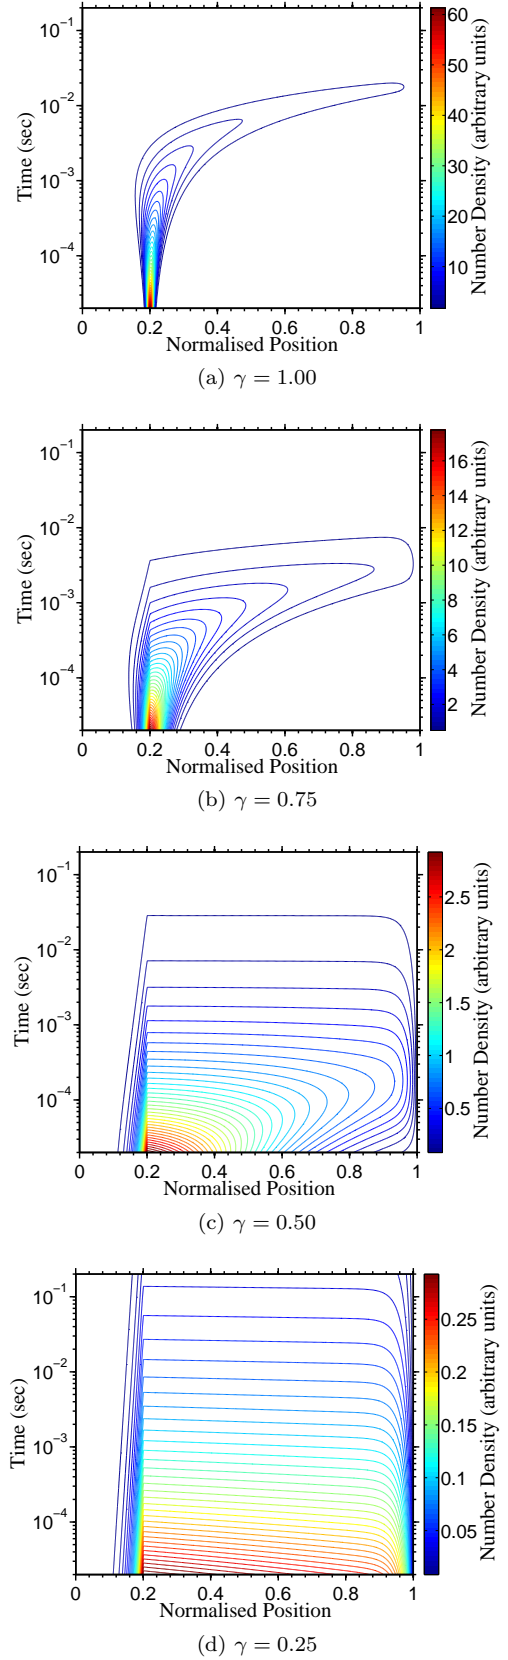 10⁻¹
10⁻²
10⁻³
10⁻⁴
Time (sec)
0 0.2 0.4 0.6 0.8 1
Normalised Position
60
50
40
30
20
10
Number Density (arbitrary units)
(a) γ = 1.00
10⁻¹
10⁻²
10⁻³
10⁻⁴
Time (sec)
0 0.2 0.4 0.6 0.8 1
Normalised Position
16
14
12
10
8
6
4
2
Number Density (arbitrary units)
(b) γ = 0.75
10⁻¹
10⁻²
10⁻³
10⁻⁴
Time (sec)
0 0.2 0.4 0.6 0.8 1
Normalised Position
2.5
2
1.5
1
0.5
Number Density (arbitrary units)
(c) γ = 0.50
10⁻¹
10⁻²
10⁻³
10⁻⁴
Time (sec)
0 0.2 0.4 0.6 0.8 1
Normalised Position
0.25
0.2
0.15
0.1
0.05
Number Density (arbitrary units)
(d) γ = 0.25